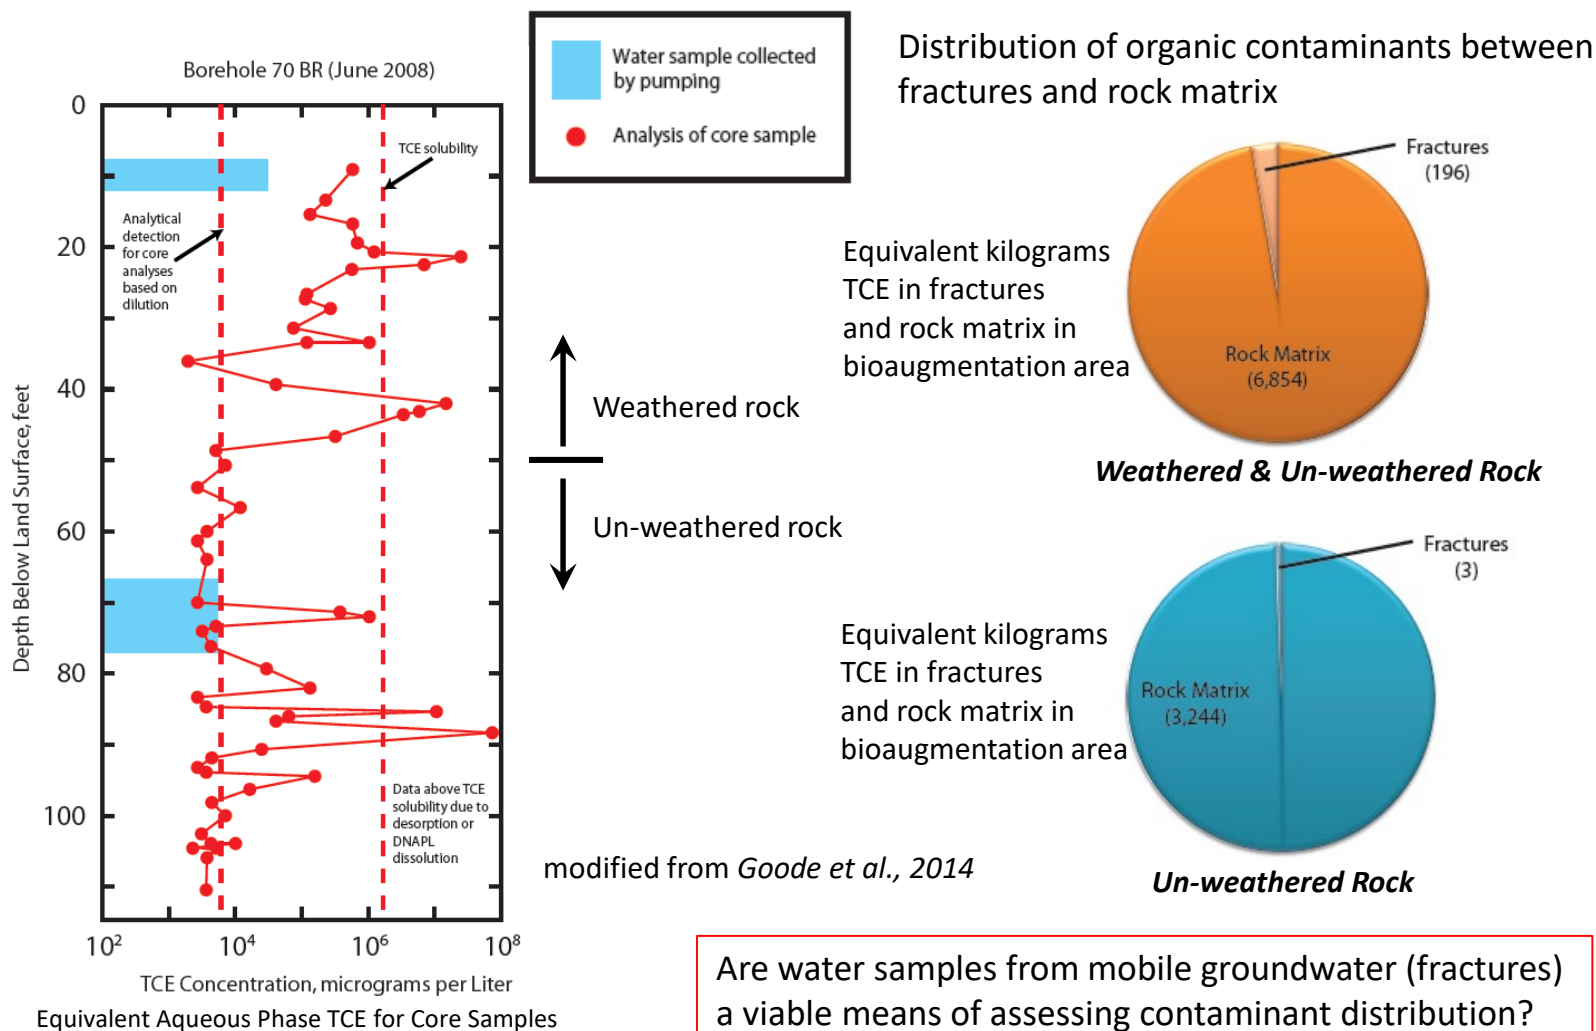 Borehole 70 BR (June 2008)
Water sample collected
by pumping
Analysis of core sample
Distribution of organic contaminants between
fractures and rock matrix
0
20
40
60
80
100
Depth Below Land Surface, feet
TCE solubility
Analytical
detection
for core
analyses
based on
dilution
Data above TCE
solubility due to
desorption or
DNAPL
dissolution
10²
10⁴
10⁶
10⁸
TCE Concentration, micrograms per Liter
Equivalent Aqueous Phase TCE for Core Samples
Weathered rock
Un-weathered rock
modified from Goode et al., 2014
Equivalent kilograms
TCE in fractures
and rock matrix in
bioaugmentation area
Fractures
(196)
Rock Matrix
(6,854)
Weathered & Un-weathered Rock
Equivalent kilograms
TCE in fractures
and rock matrix in
bioaugmentation area
Fractures
(3)
Rock Matrix
(3,244)
Un-weathered Rock
Are water samples from mobile groundwater (fractures)
a viable means of assessing contaminant distribution?